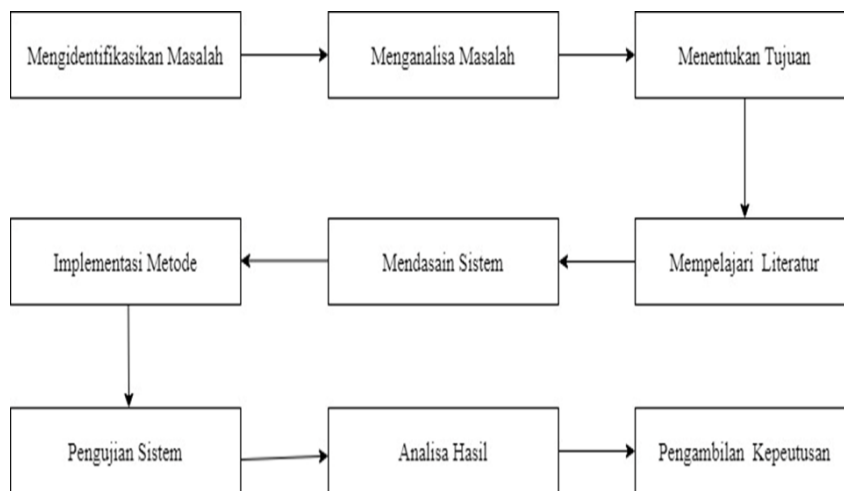 Mengidentifikasikan Masalah
Menganalisa Masalah
Menentukan Tujuan
Mempelajari Literatur
Mendasain Sistem
Implementasi Metode
Pengujian Sistem
Analisa Hasil
Pengambilan Kepeutusan